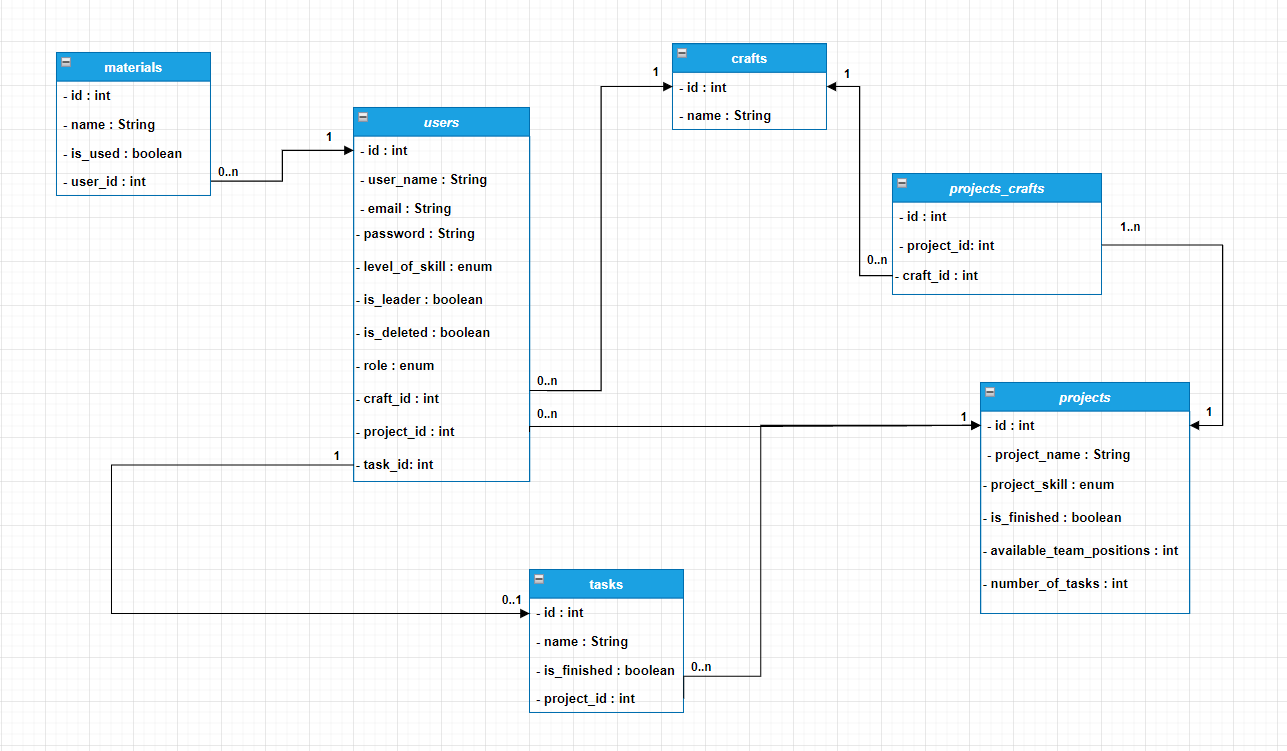 materials
- id : int
- name : String
- is_used : boolean
- user_id : int
0..n
1
users
- id : int
- user_name : String
- email : String
- password : String
- level_of_skill : enum
- is_leader : boolean
- is_deleted : boolean
- role : enum
- craft_id : int
- project_id : int
- task_id: int
0..n
0..n
1
1
crafts
- id : int
- name : String
1
projects_crafts
- id : int
- project_id: int
- craft_id : int
0..n
1..n
projects
- id : int
- project_name : String
- project_skill : enum
- is_finished : boolean
- available_team_positions : int
- number_of_tasks : int
1
1
tasks
- id : int
- name : String
- is_finished : boolean
- project_id : int
0..1
0..n